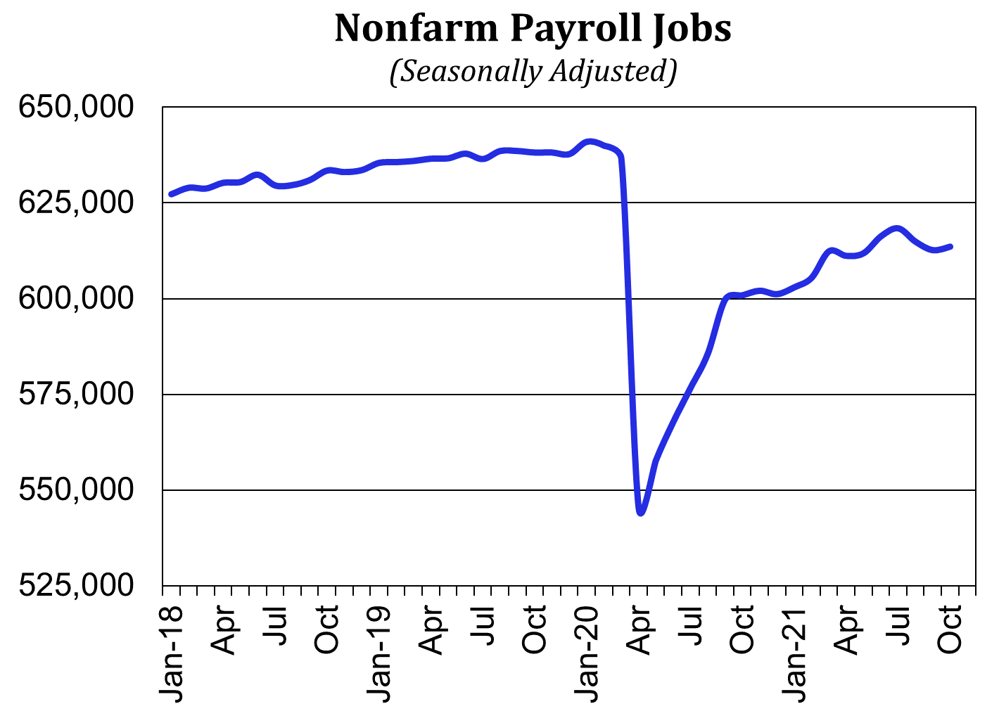 Nonfarm Payroll Jobs
(Seasonally Adjusted)
650,000
625,000
600,000
575,000
550,000
525,000
Jan-18
Apr
Jul
Oct
Jan-19
Apr
Jul
Oct
Jan-20
Apr
Jul
Oct
Jan-21
Apr
Jul
Oct